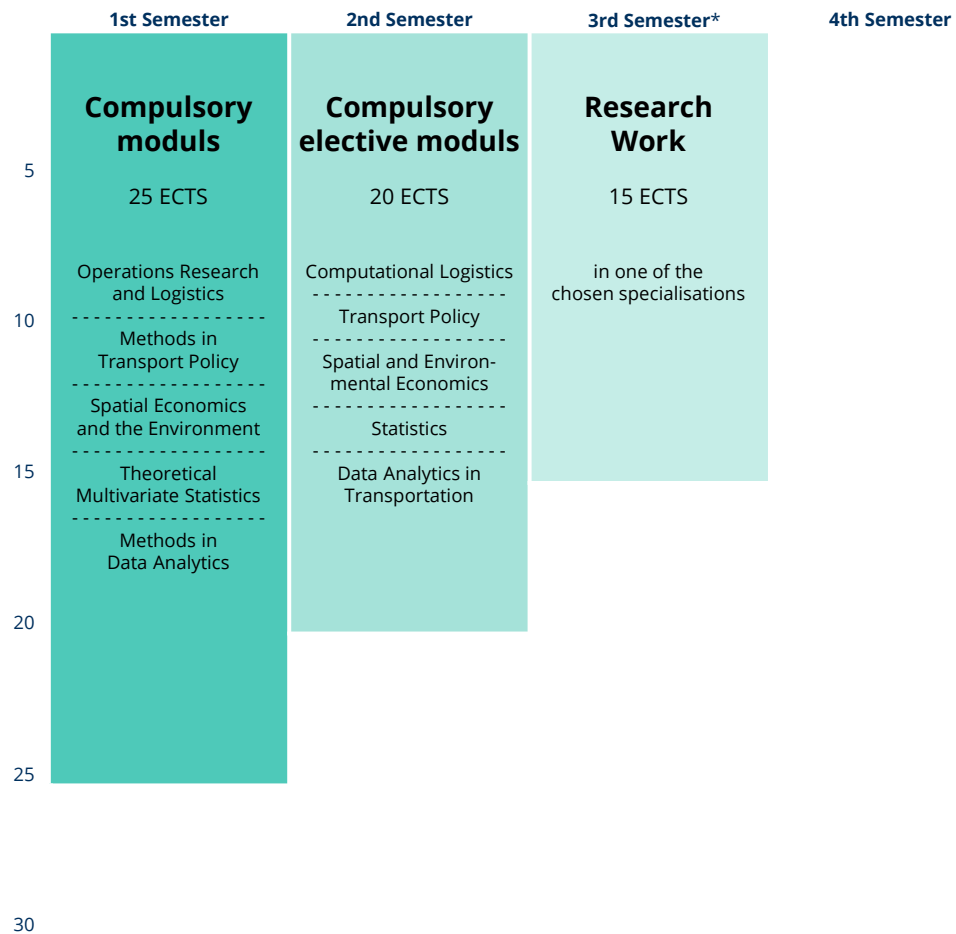 1st Semester
2nd Semester
3rd Semester*
4th Semester
5
10
15
20
25
30
Compulsory
moduls
25 ECTS
Operations Research
and Logistics
Methods in
Transport Policy
Spatial Economics
and the Environment
Theoretical
Multivariate Statistics
Methods in
Data Analytics
Compulsory
elective moduls
20 ECTS
Computational Logistics
Transport Policy
Spatial and Environ-
mental Economics
Statistics
Data Analytics in
Transportation
Research
Work
15 ECTS
in one of the
chosen specialisations